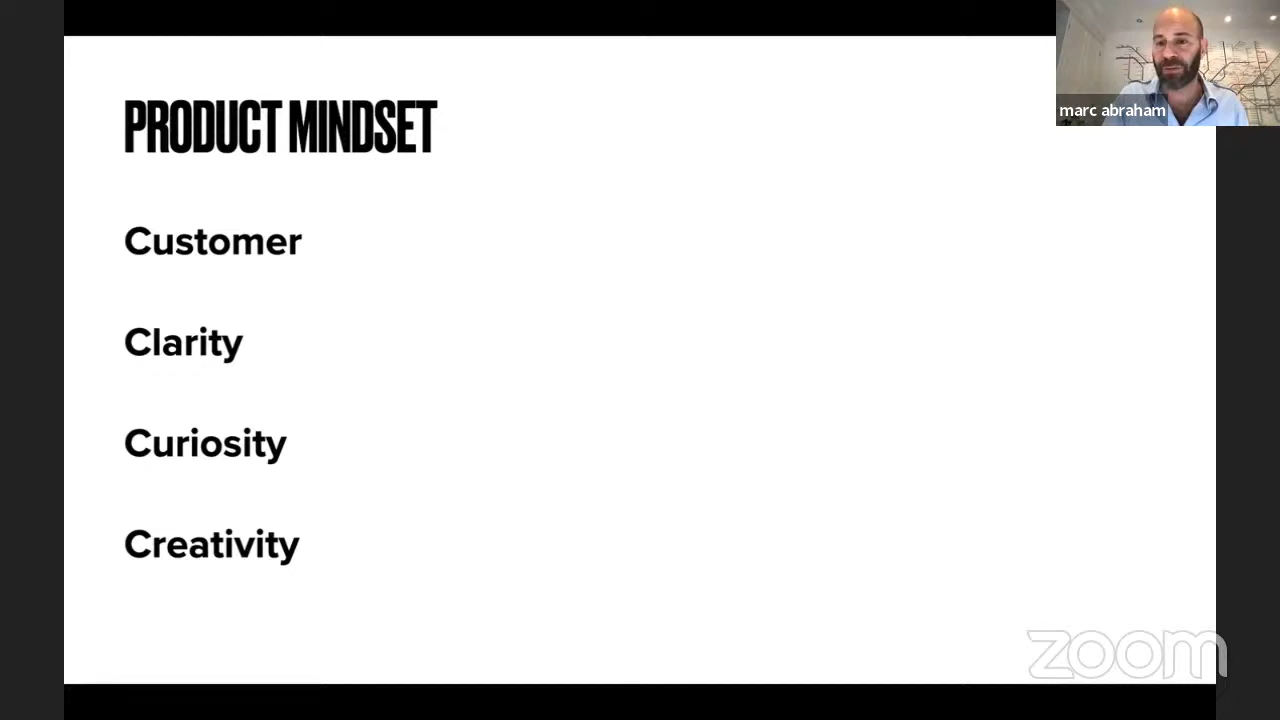 PRODUCT MINDSET
marc abraham
Customer
Clarity
Curiosity
Creativity
zoom